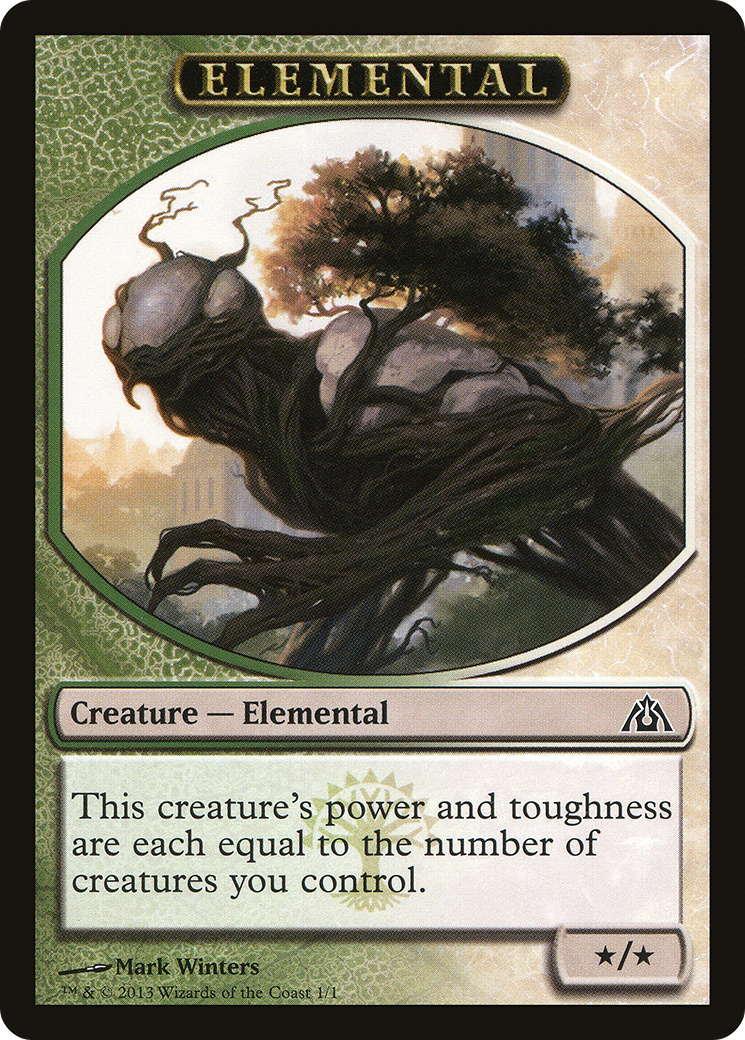 ELEMENTAL
Creature — Elemental
This creature's power and toughness
are each equal to the number of
creatures you control.
★/★
Mark Winters
™ & © 2013 Wizards of the Coast 1/1